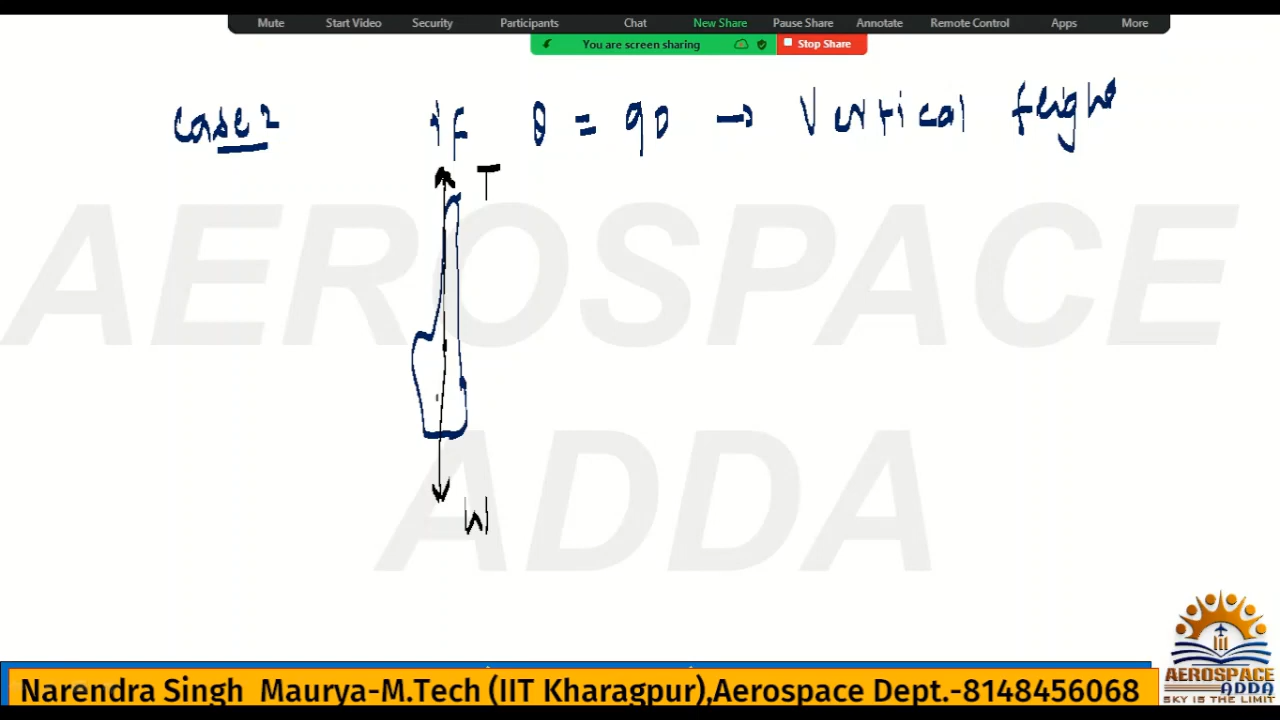 Mute Start Video Security Participants Chat New Share Pause Share Annotate Remote Control Apps More
You are screen sharing Stop Share
case 2 if θ = 90 → Vertical
T
AEROSPACE
ADDA
W
AEROSPACE
ADDA
SKY IS THE LIMIT
Narendra Singh Maurya-M.Tech (IIT Kharagpur),Aerospace Dept.-8148456068